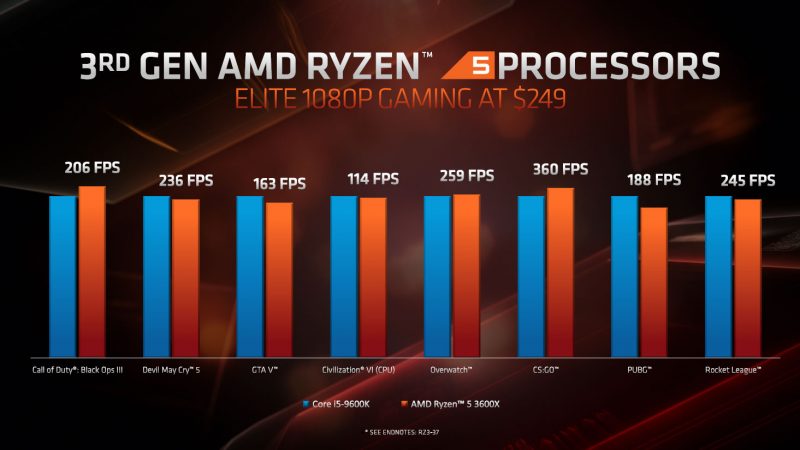 3RD GEN AMD RYZEN™ 5 PROCESSORS
ELITE 1080P GAMING AT $249
206 FPS 236 FPS 163 FPS 114 FPS 259 FPS 360 FPS 188 FPS 245 FPS
Call of Duty®: Black Ops III Devil May Cry™ 5 GTA V™ Civilization® VI (CPU) Overwatch™ CS:GO™ PUBG™ Rocket League™
Core i5-9600K AMD Ryzen™ 5 3600X
* SEE ENDNOTES: RZ3-37